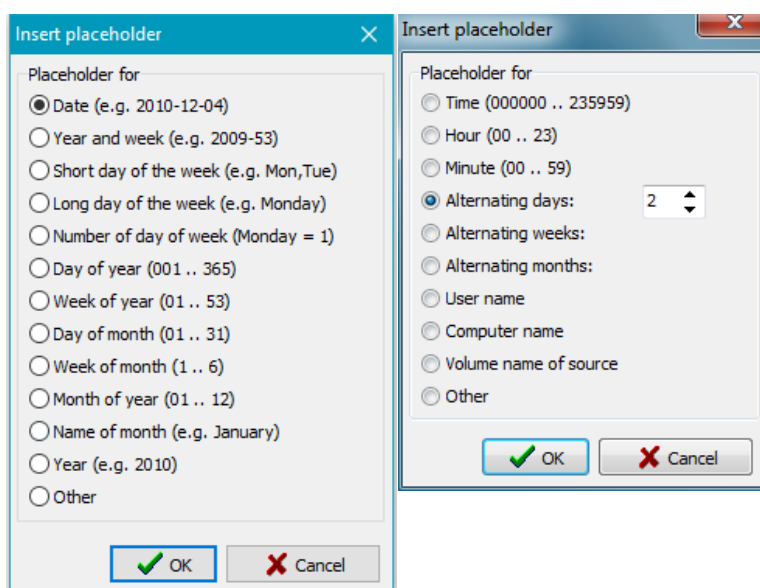 Insert placeholder
Placeholder for
Date (e.g. 2010-12-04)
Year and week (e.g. 2009-53)
Short day of the week (e.g. Mon,Tue)
Long day of the week (e.g. Monday)
Number of day of week (Monday = 1)
Day of year (001 .. 365)
Week of year (01 .. 53)
Day of month (01 .. 31)
Week of month (1 .. 6)
Month of year (01 .. 12)
Name of month (e.g. January)
Year (e.g. 2010)
Other
OK Cancel
Insert placeholder
Placeholder for
Time (000000 .. 235959)
Hour (00 .. 23)
Minute (00 .. 59)
Alternating days: 2
Alternating weeks:
Alternating months:
User name
Computer name
Volume name of source
Other
OK Cancel